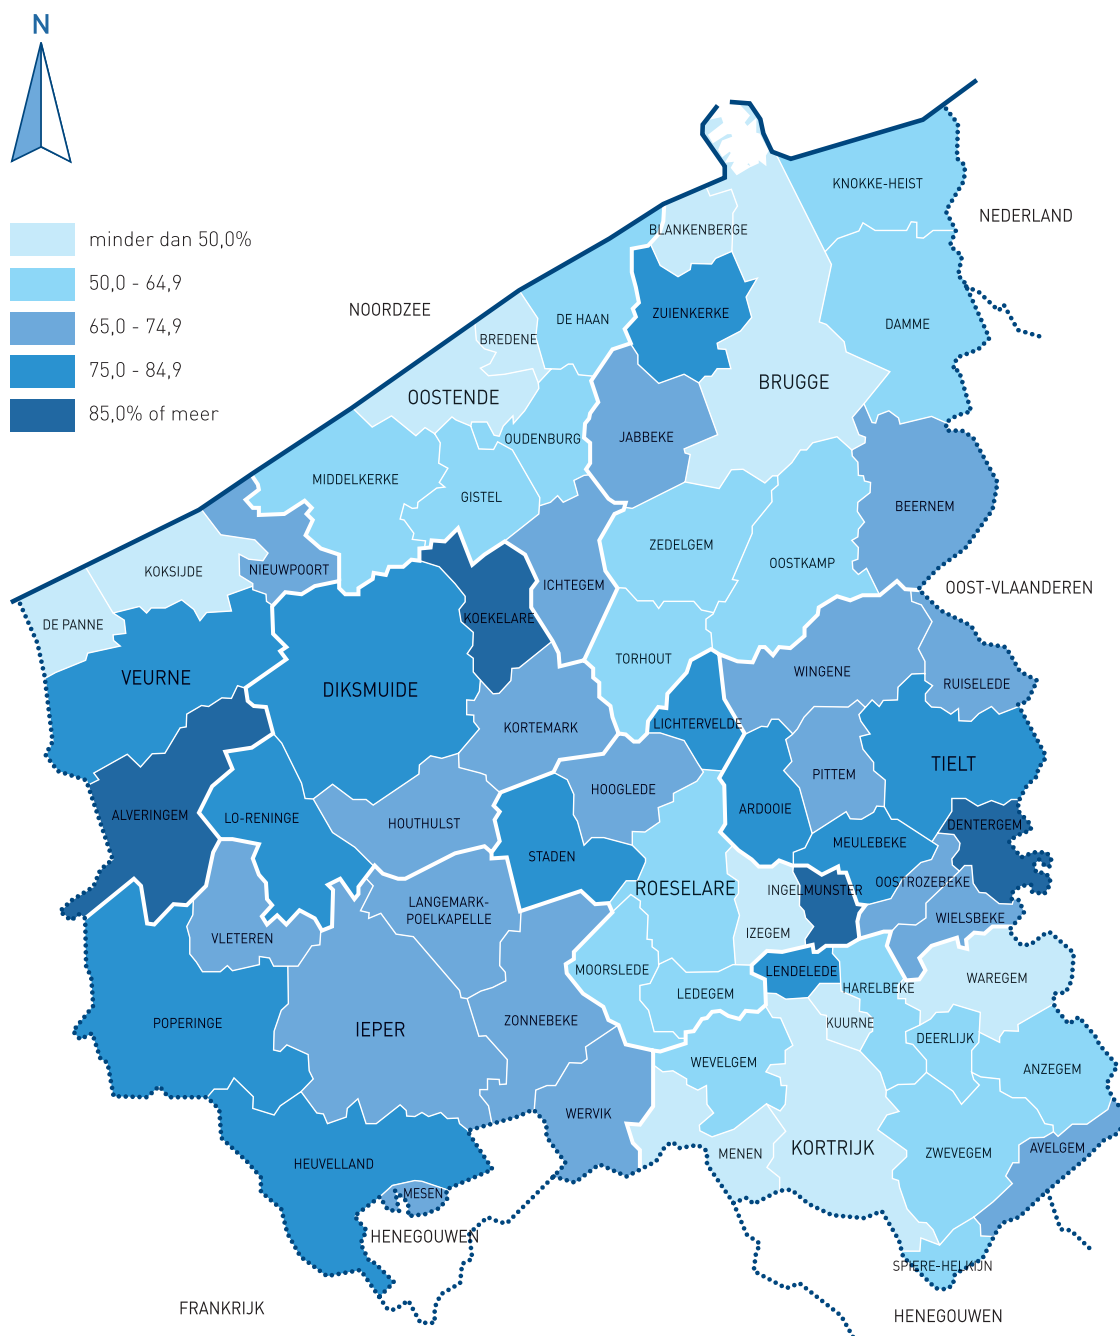 N
minder dan 50,0%
50,0 - 64,9
65,0 - 74,9
75,0 - 84,9
85,0% of meer
NOORDZEE
NEDERLAND
OOST-VLAANDEREN
HENEGOUWEN
FRANKRIJK
HENEGOUWEN
KNOKKE-HEIST
BLANKENBERGE
ZUIENKERKE
DE HAAN
DAMME
BREDENE
BRUGGE
OOSTENDE
OUDENBURG
JABBEKE
MIDDELKERKE
GISTEL
BEERNEM
ZEDELGEM
OOSTKAMP
KOKSIJDE
NIEUWPOORT
ICHTEGEM
KOEKELARE
DE PANNE
TORHOUT
VEURNE
DIKSMUIDE
WINGENE
RUISELEDE
KORTEMARK
LICHTERVELDE
TIELT
PITTEM
HOOGLEDE
ARDOOIE
ALVERINGEM
LO-RENINGE
HOUTHULST
DENTERGEM
STADEN
MEULEBEKE
ROESELARE
INGELMUNSTER
OOSTROZEBEKE
LANGEMARK-
POELKAPELLE
WIELSBEKE
VLETEREN
IZEGEM
MOORSLEDE
LENDELEDE
WAREGEM
LEDEGEM
HARELBEKE
POPERINGE
IEPER
ZONNEBEKE
KUURNE
DEERLIJK
WEVELGEM
ANZEGEM
WERVIK
KORTRIJK
MENEN
ZWEVEGEM
AVELGEM
HEUVELLAND
MESEN
SPIERE-HELKIJN